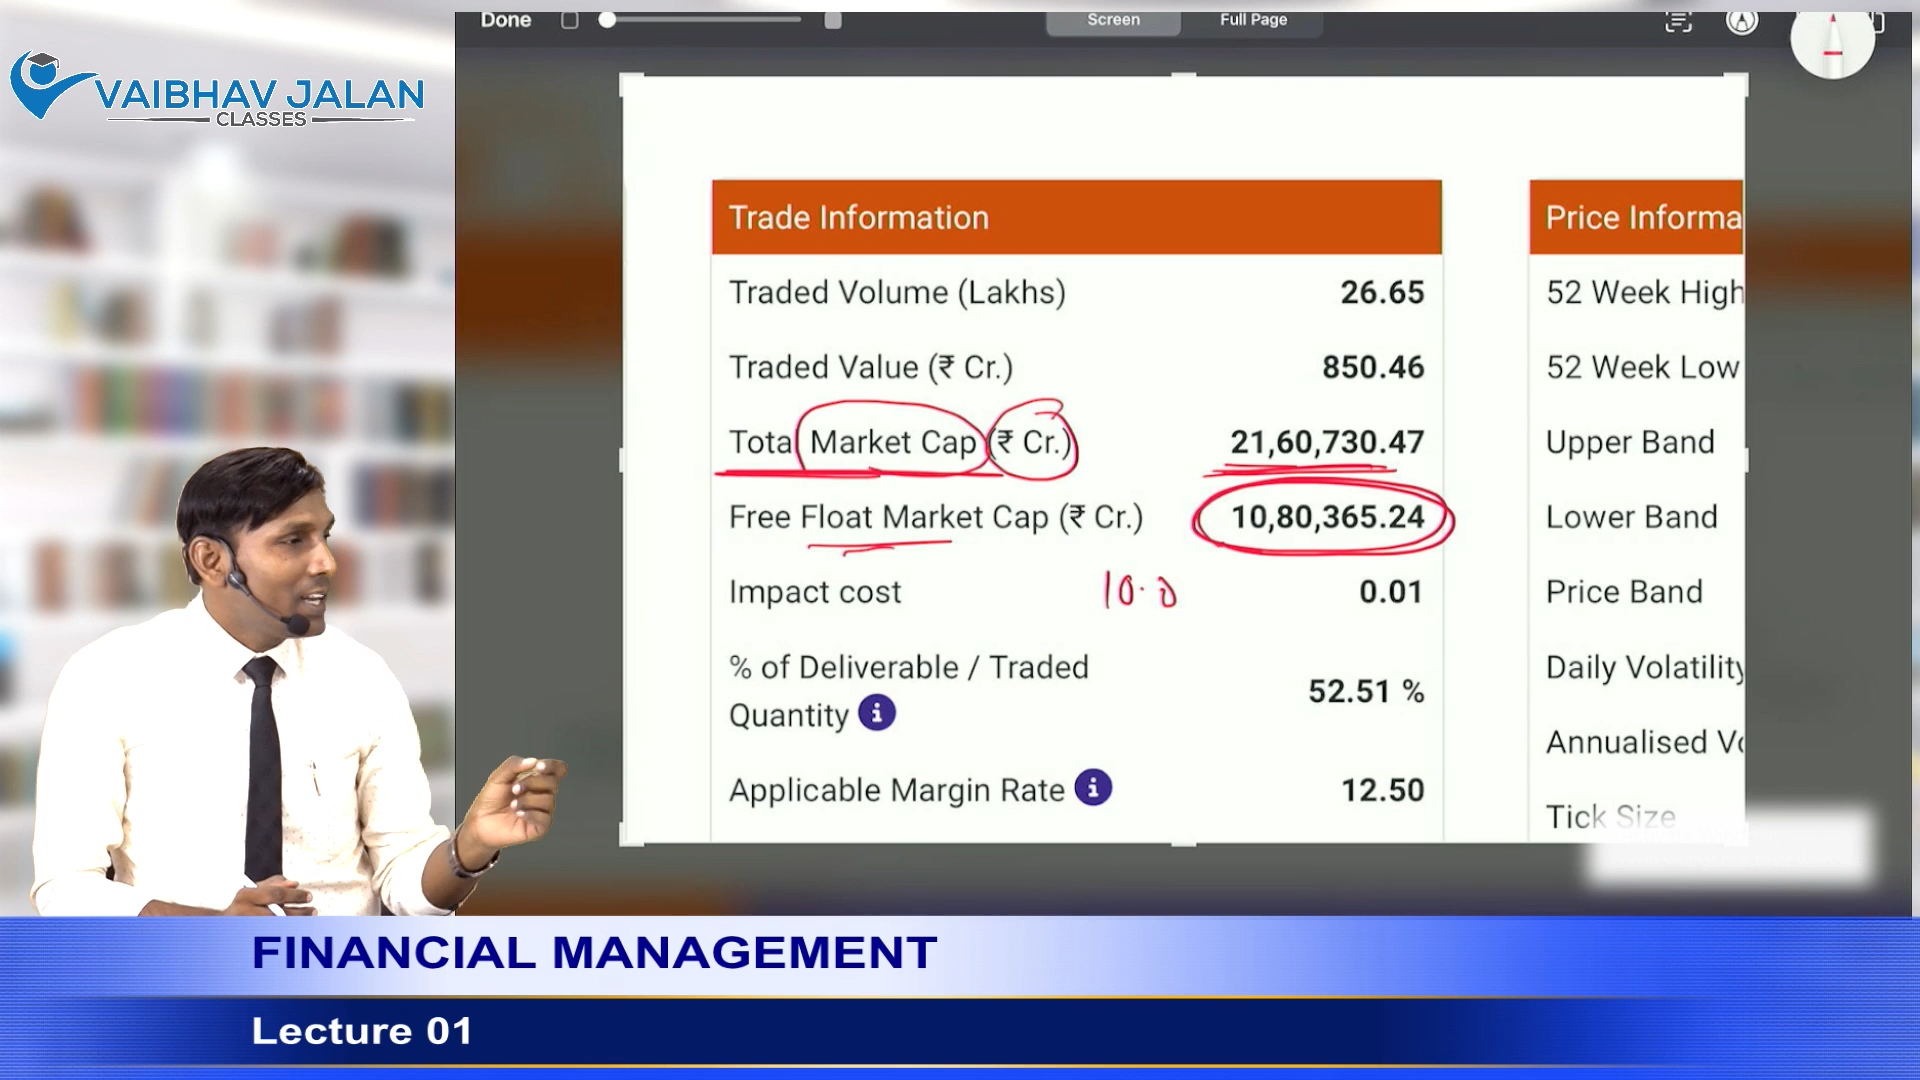 Done
Screen
Full Page
VAIBHAV JALAN
CLASSES
Trade Information
Traded Volume (Lakhs) 26.65
Traded Value (₹ Cr.) 850.46
Total Market Cap (₹ Cr.) 21,60,730.47
Free Float Market Cap (₹ Cr.) 10,80,365.24
Impact cost 0.01
% of Deliverable / Traded
Quantity 52.51 %
Applicable Margin Rate 12.50
Price Informa
52 Week High
52 Week Low
Upper Band
Lower Band
Price Band
Daily Volatility
Annualised
Tick Size
FINANCIAL MANAGEMENT
Lecture 01